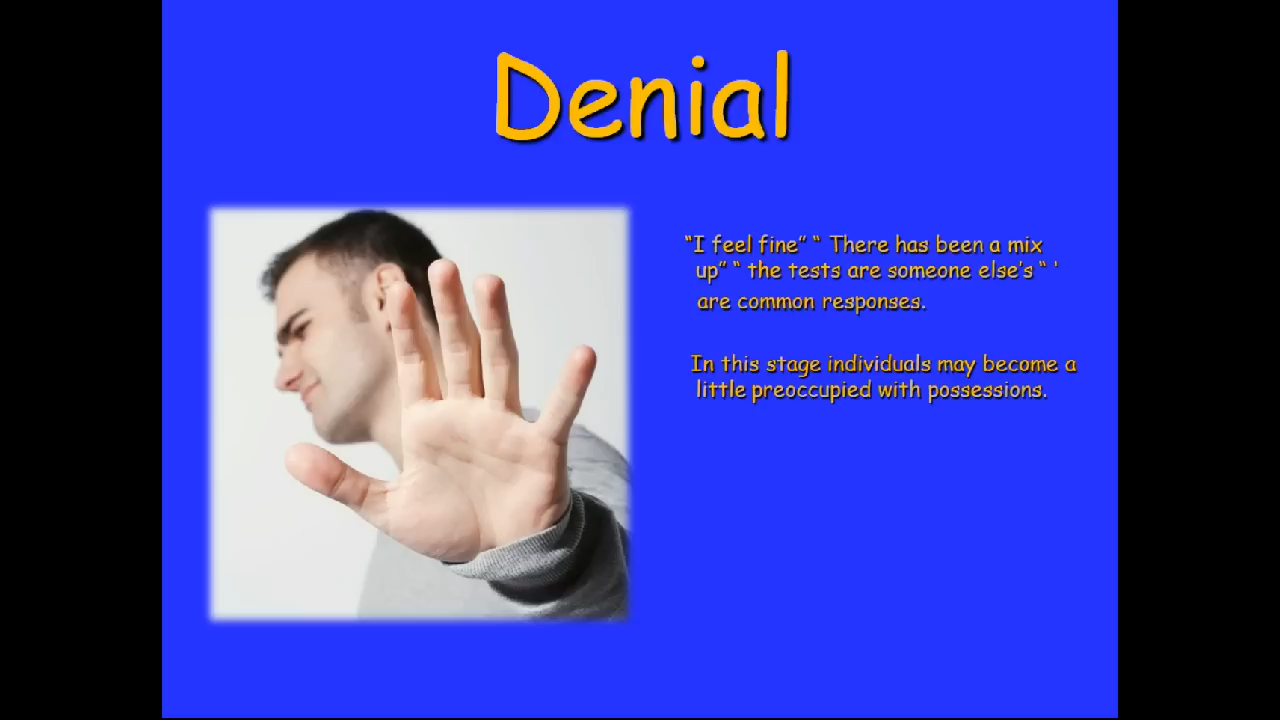 Denial
“I feel fine” “ There has been a mix
up” “ the tests are someone else’s “ ‘
are common responses.
In this stage individuals may become a
little preoccupied with possessions.